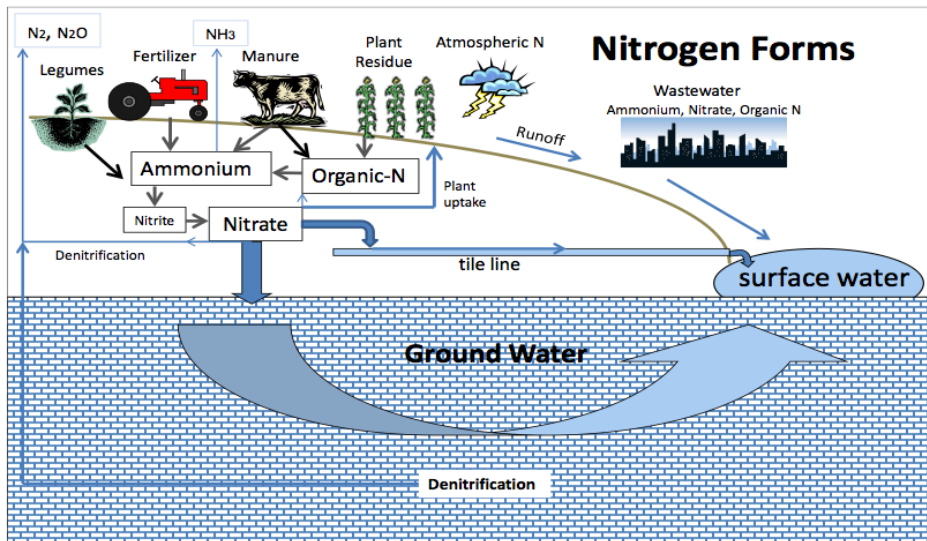 Nitrogen Forms
N2, N2O
NH3
Legumes
Fertilizer
Manure
Plant
Residue
Atmospheric N
Wastewater
Ammonium, Nitrate, Organic N
Runoff
Ammonium
Organic-N
Plant
uptake
Nitrite
Nitrate
Denitrification
tile line
surface water
Ground Water
Denitrification